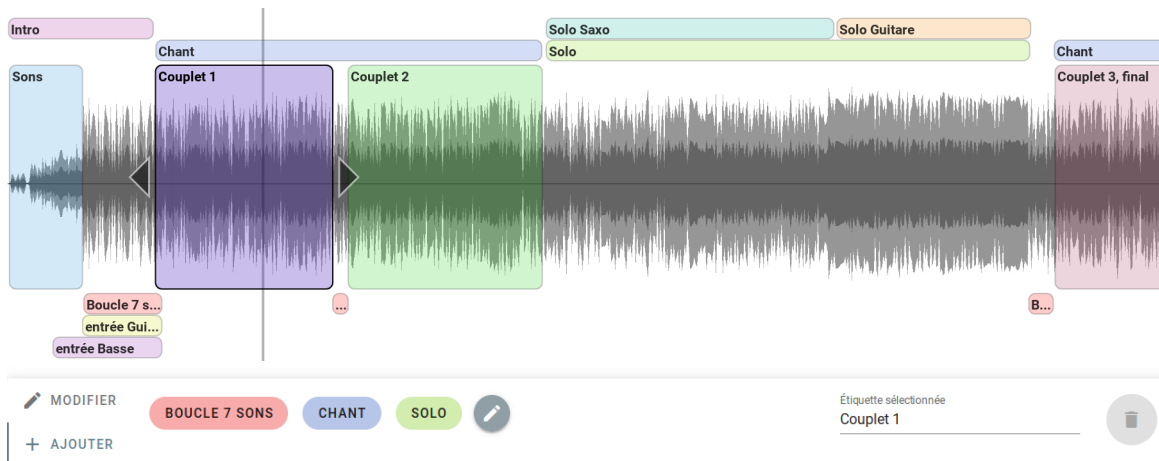 Intro
Solo Saxo
Solo Guitare
Chant
Solo
Chant
Sons
Couplet 1
Couplet 2
Couplet 3, final
Boucle 7 s...
...
B...
entrée Gui...
entrée Basse
MODIFIER
BOUCLE 7 SONS
CHANT
SOLO
Étiquette sélectionnée
Couplet 1
AJOUTER